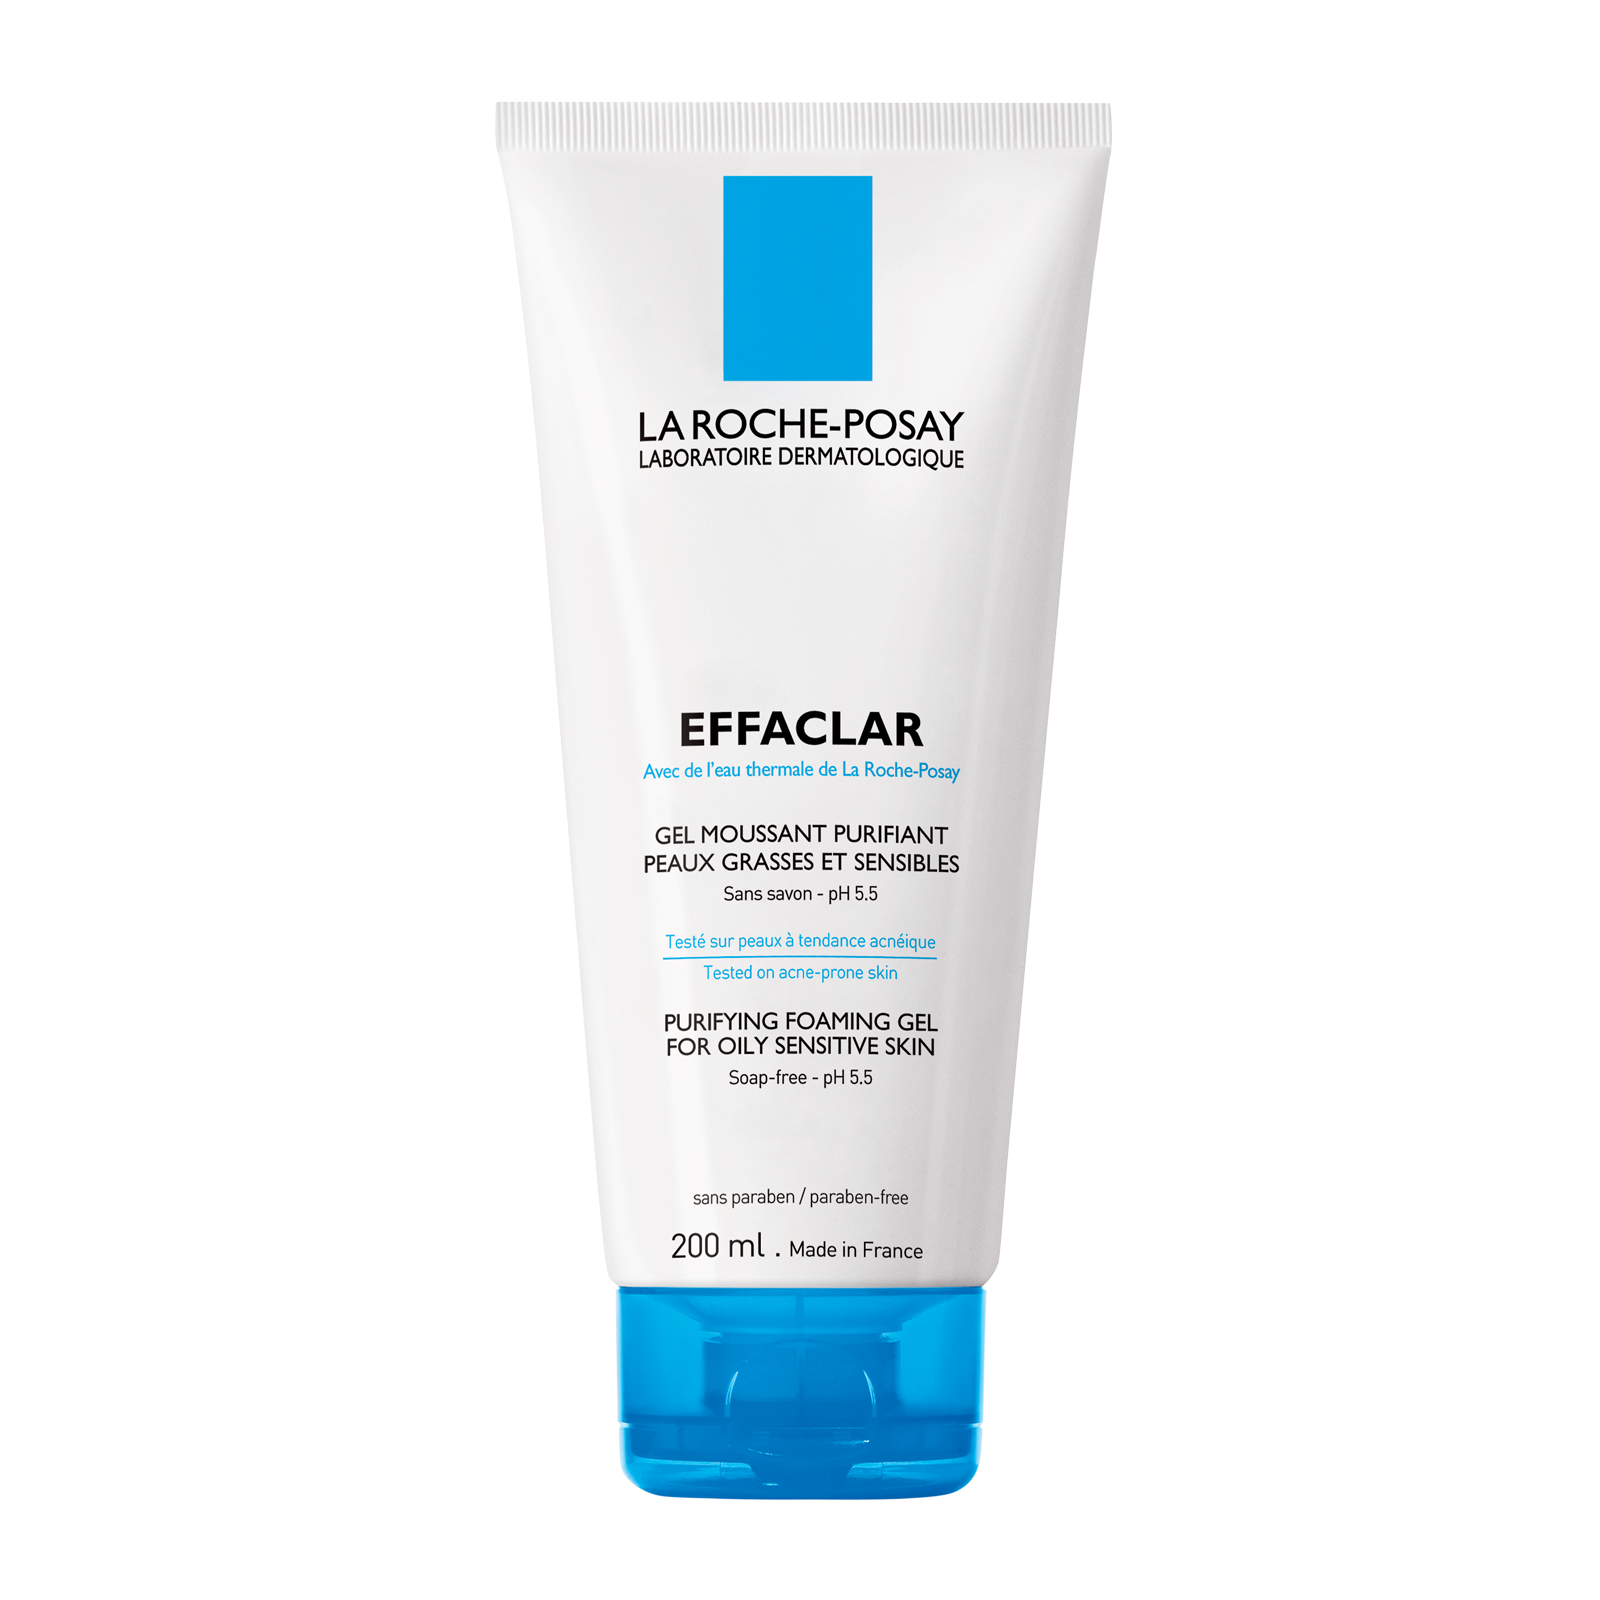 LA ROCHE-POSAY
LABORATOIRE DERMATOLOGIQUE
EFFACLAR
Avec de l'eau thermale de La Roche-Posay
GEL MOUSSANT PURIFIANT
PEAUX GRASSES ET SENSIBLES
Sans savon - pH 5.5
Testé sur peaux à tendance acnéique
Tested on acne-prone skin
PURIFYING FOAMING GEL
FOR OILY SENSITIVE SKIN
Soap-free - pH 5.5
sans paraben / paraben-free
200 ml . Made in France